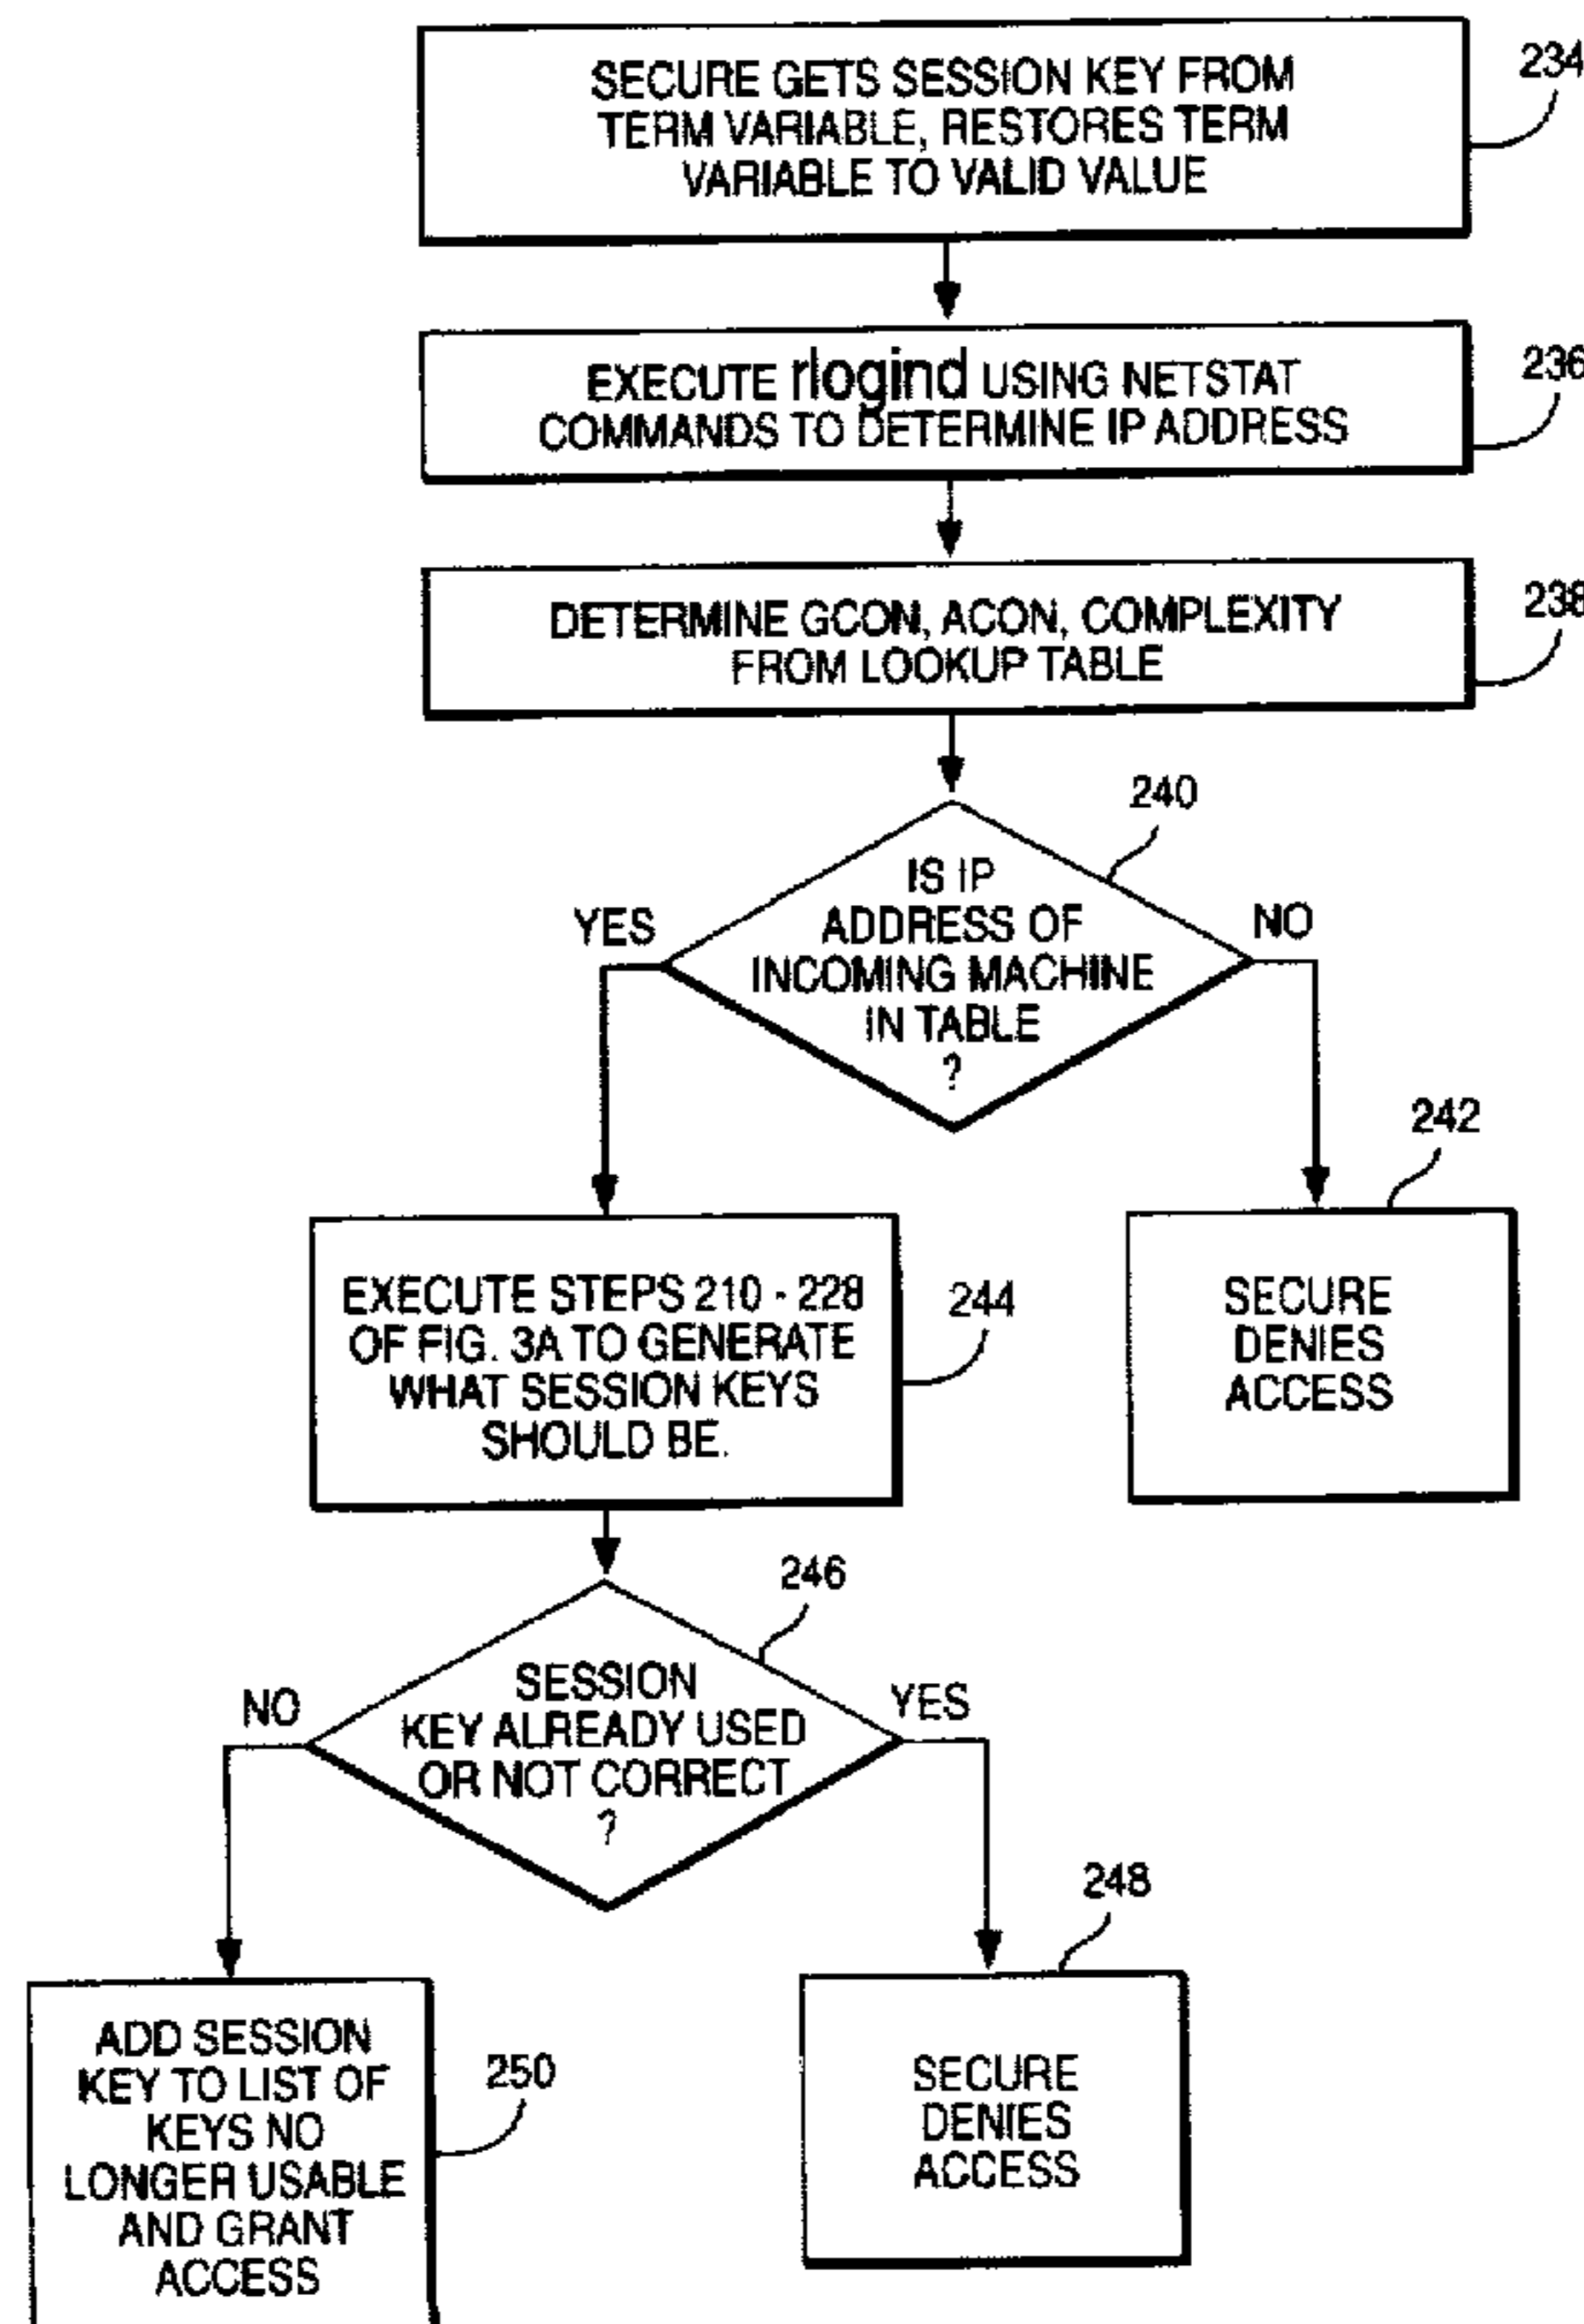 SECURE GETS SESSION KEY FROM
TERM VARIABLE, RESTORES TERM
VARIABLE TO VALID VALUE
234
EXECUTE rlogind USING NETSTAT
COMMANDS TO DETERMINE IP ADDRESS
236
DETERMINE GCON, ACON, COMPLEXITY
FROM LOOKUP TABLE
238
240
IS IP
ADDRESS OF
INCOMING MACHINE
IN TABLE
?
YES
NO
242
SECURE
DENIES
ACCESS
EXECUTE STEPS 210 - 228
OF FIG. 3A TO GENERATE
WHAT SESSION KEYS
SHOULD BE.
244
246
SESSION
KEY ALREADY USED
OR NOT CORRECT
?
NO
YES
248
SECURE
DENIES
ACCESS
ADD SESSION
KEY TO LIST OF
KEYS NO
LONGER USABLE
AND GRANT
ACCESS
250